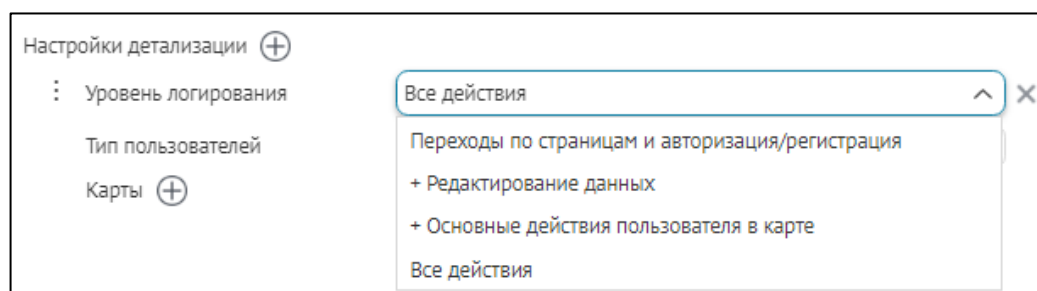 Настройки детализации
Уровень логирования
Все действия
Переходы по страницам и авторизация/регистрация
Тип пользователей
+ Редактирование данных
Карты
+ Основные действия пользователя в карте
Все действия